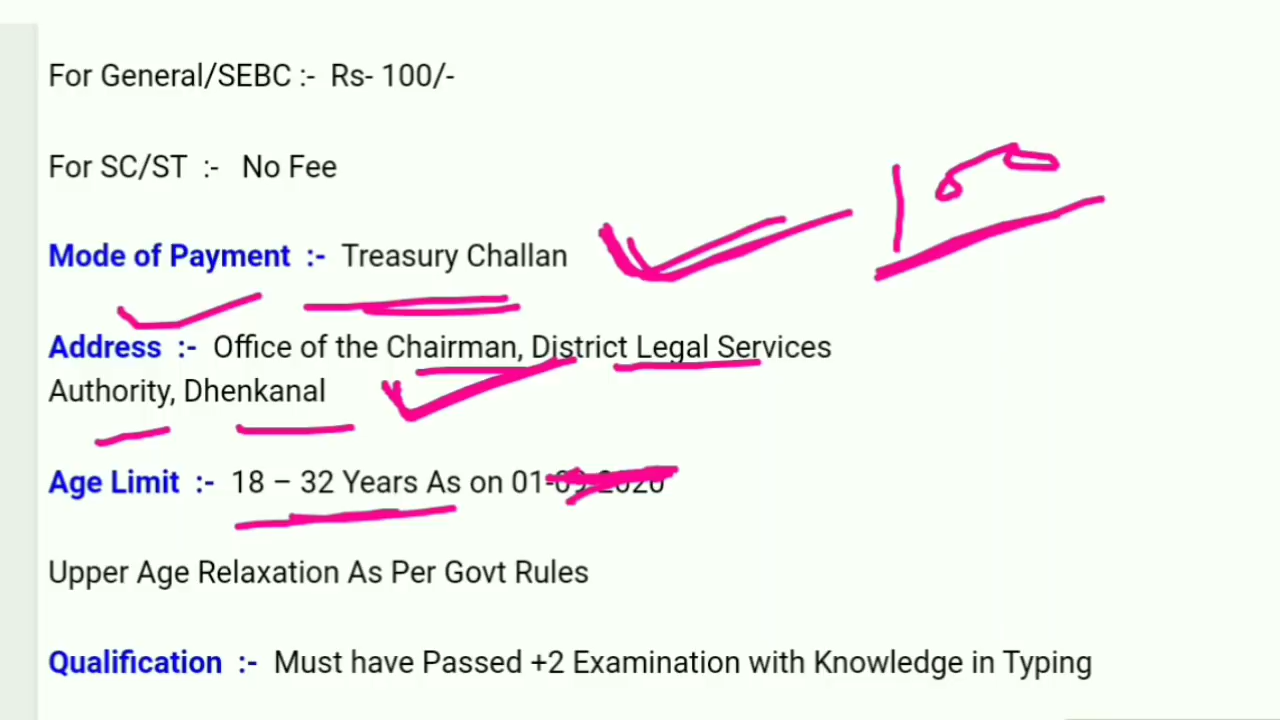 For General/SEBC :- Rs- 100/-
For SC/ST :- No Fee
Mode of Payment :- Treasury Challan
Address :- Office of the Chairman, District Legal Services
Authority, Dhenkanal
Age Limit :- 18 – 32 Years As on 01-09-2020
Upper Age Relaxation As Per Govt Rules
Qualification :- Must have Passed +2 Examination with Knowledge in Typing